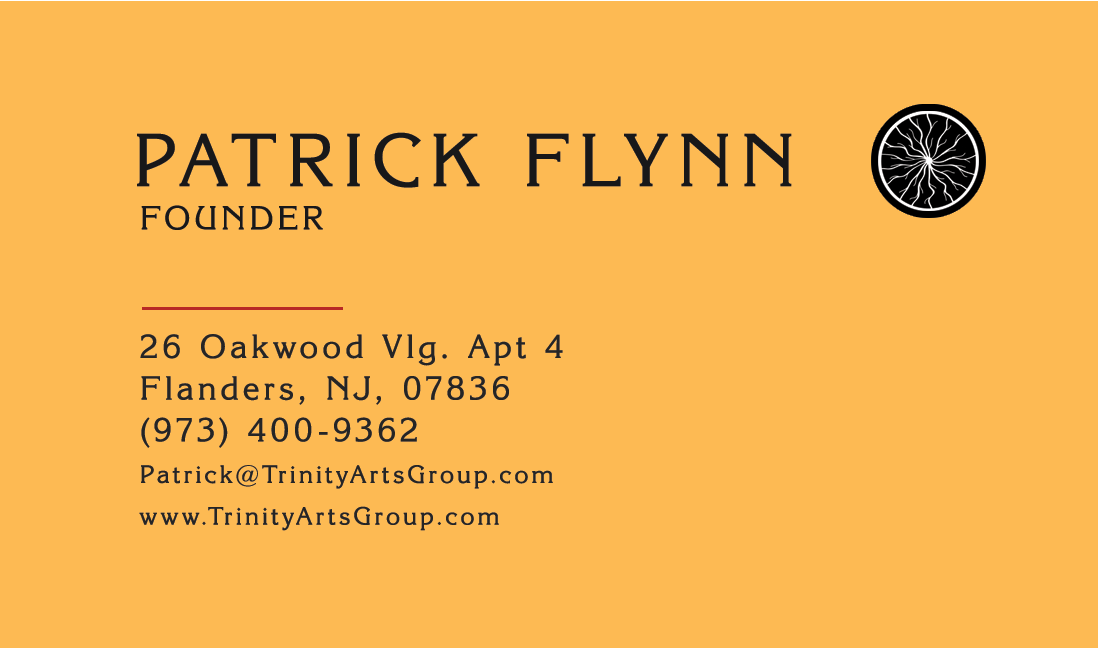 PATRICK FLYNN
FOUNDER
26 Oakwood Vlg. Apt 4
Flanders, NJ, 07836
(973) 400-9362
Patrick@TrinityArtsGroup.com
www.TrinityArtsGroup.com